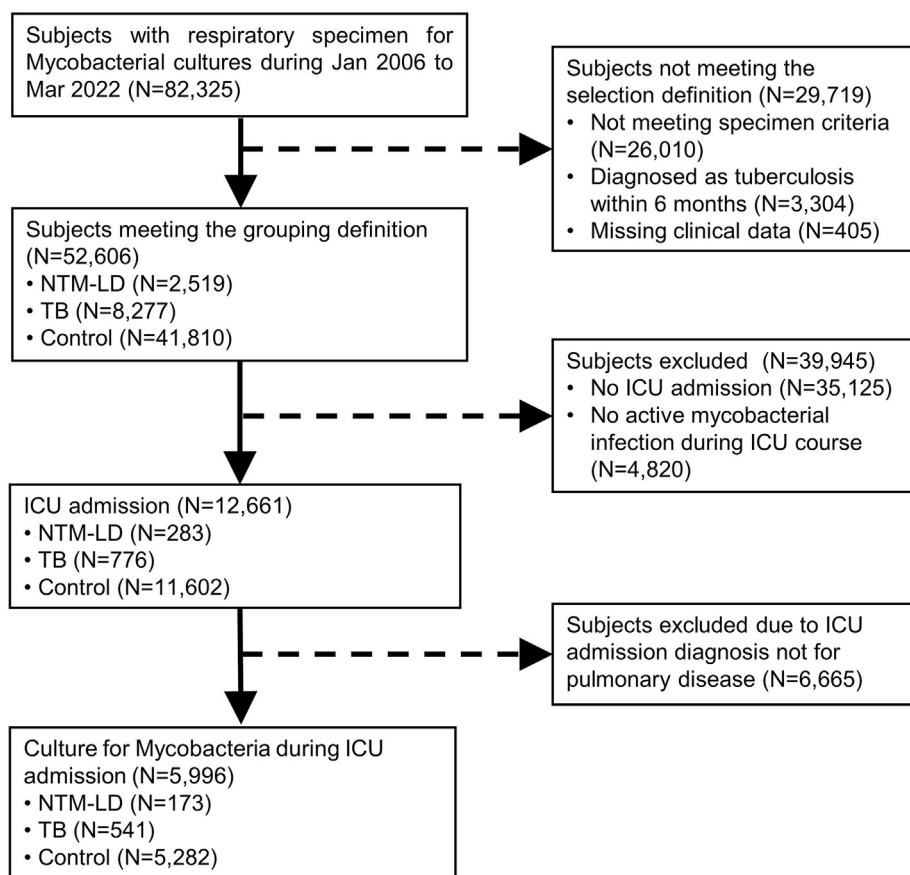 Subjects with respiratory specimen for
Mycobacterial cultures during Jan 2006 to
Mar 2022 (N=82,325)
Subjects not meeting the
selection definition (N=29,719)
• Not meeting specimen criteria
(N=26,010)
• Diagnosed as tuberculosis
within 6 months (N=3,304)
• Missing clinical data (N=405)
Subjects meeting the grouping definition
(N=52,606)
• NTM-LD (N=2,519)
• TB (N=8,277)
• Control (N=41,810)
Subjects excluded (N=39,945)
• No ICU admission (N=35,125)
• No active mycobacterial
infection during ICU course
(N=4,820)
ICU admission (N=12,661)
• NTM-LD (N=283)
• TB (N=776)
• Control (N=11,602)
Subjects excluded due to ICU
admission diagnosis not for
pulmonary disease (N=6,665)
Culture for Mycobacteria during ICU
admission (N=5,996)
• NTM-LD (N=173)
• TB (N=541)
• Control (N=5,282)